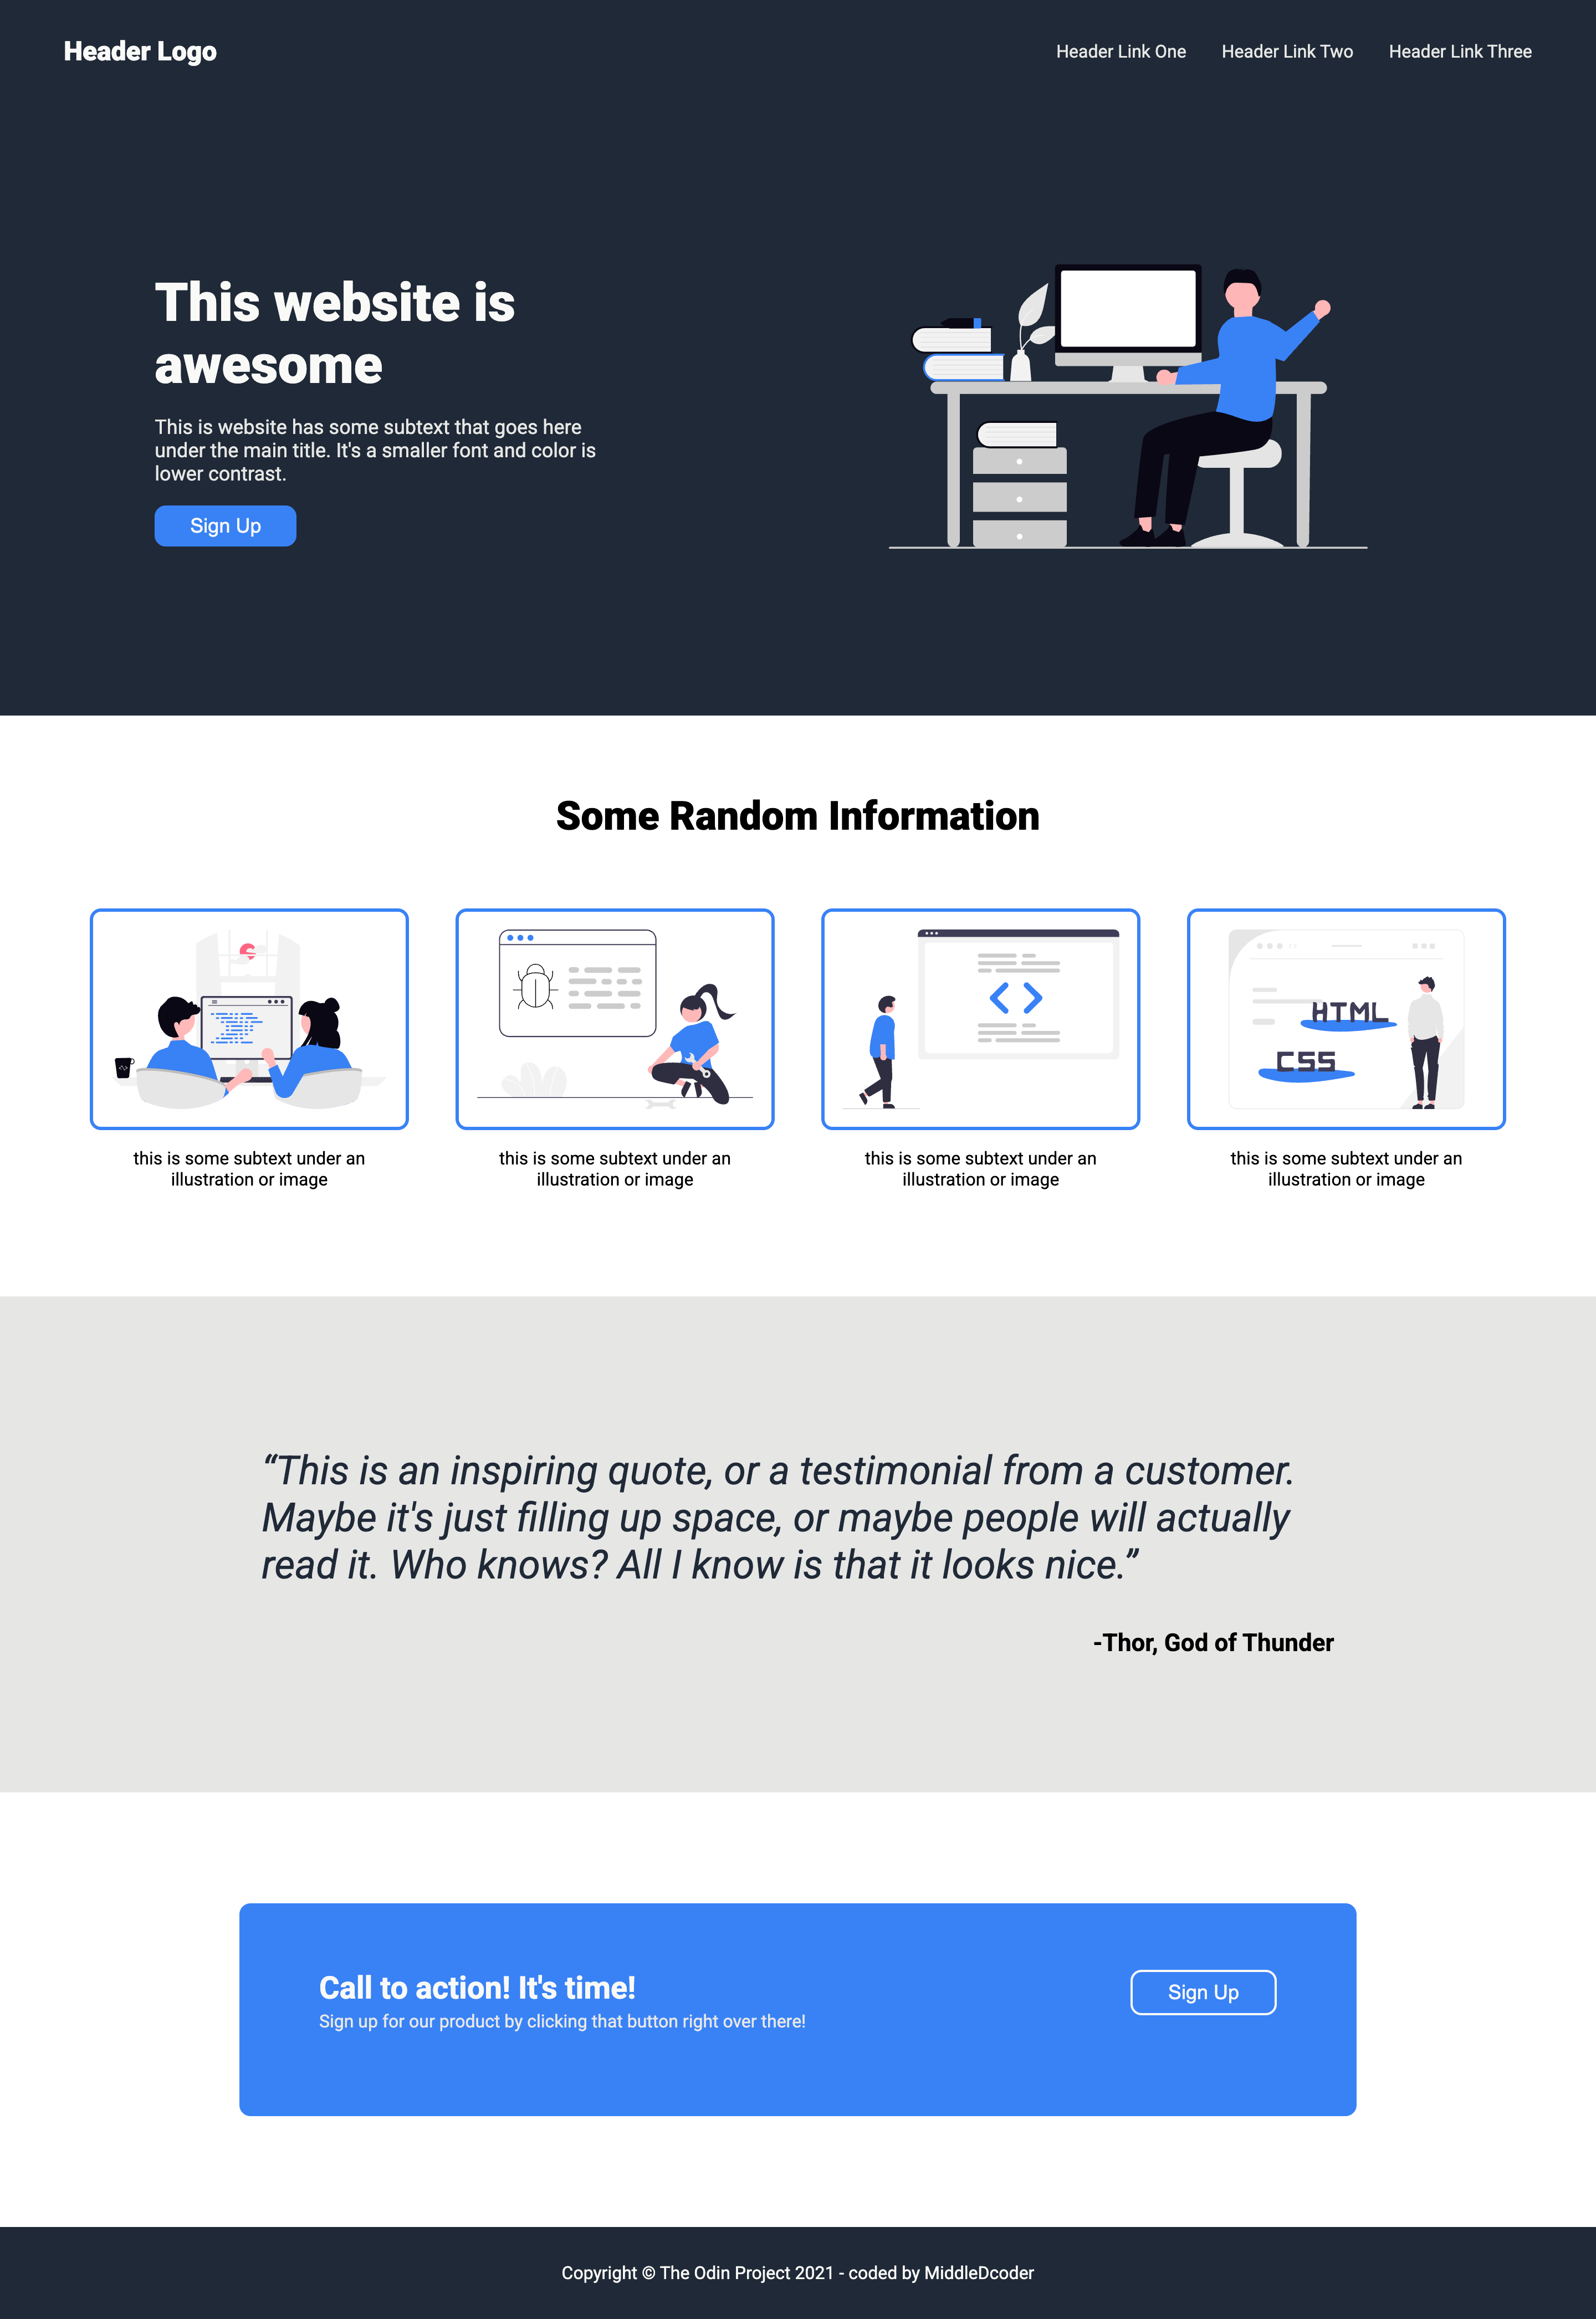 Header Logo
Header Link One
Header Link Two
Header Link Three
This website is
awesome
This is website has some subtext that goes here
under the main title. It's a smaller font and color is
lower contrast.
Sign Up
Some Random Information
HTML
CSS
this is some subtext under an
illustration or image
this is some subtext under an
illustration or image
this is some subtext under an
illustration or image
this is some subtext under an
illustration or image
“This is an inspiring quote, or a testimonial from a customer.
Maybe it's just filling up space, or maybe people will actually
read it. Who knows? All I know is that it looks nice.”
-Thor, God of Thunder
Call to action! It's time!
Sign up for our product by clicking that button right over there!
Sign Up
Copyright © The Odin Project 2021 - coded by MiddleDcoder